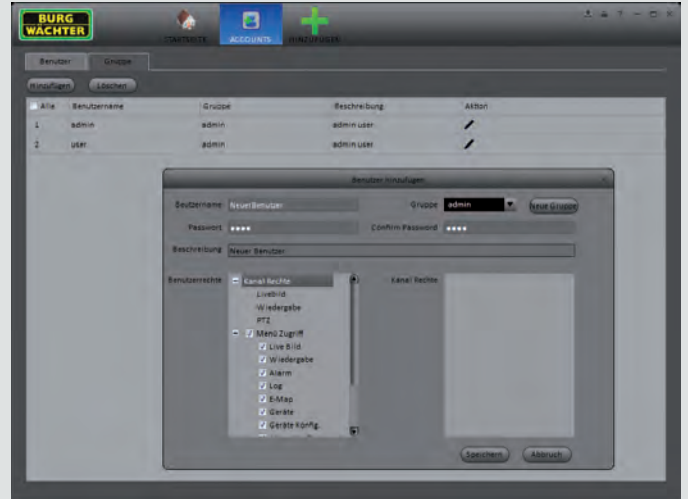 BURG
WÄCHTER
STARTSEITE ACCOUNTS HINZUFÜGEN
Benutzer Gruppe
Hinzufügen Löschen
Alle Benutzername Gruppe Beschreibung Aktion
1 admin admin admin user
2 user admin admin user
Benutzer hinzufügen
Beutzername NeuerBenutzer Gruppe admin Neue Gruppe
Passwort Confirm Password
Beschreibung Neuer Benutzer
Benutzerrechte Kanal Rechte Kanal Rechte
LiveBild
Wiedergabe
PTZ
Menü Zugriff
Live Bild
Wiedergabe
Alarm
Log
E-Map
Geräte
Geräte Konfig.
Speichern Abbruch